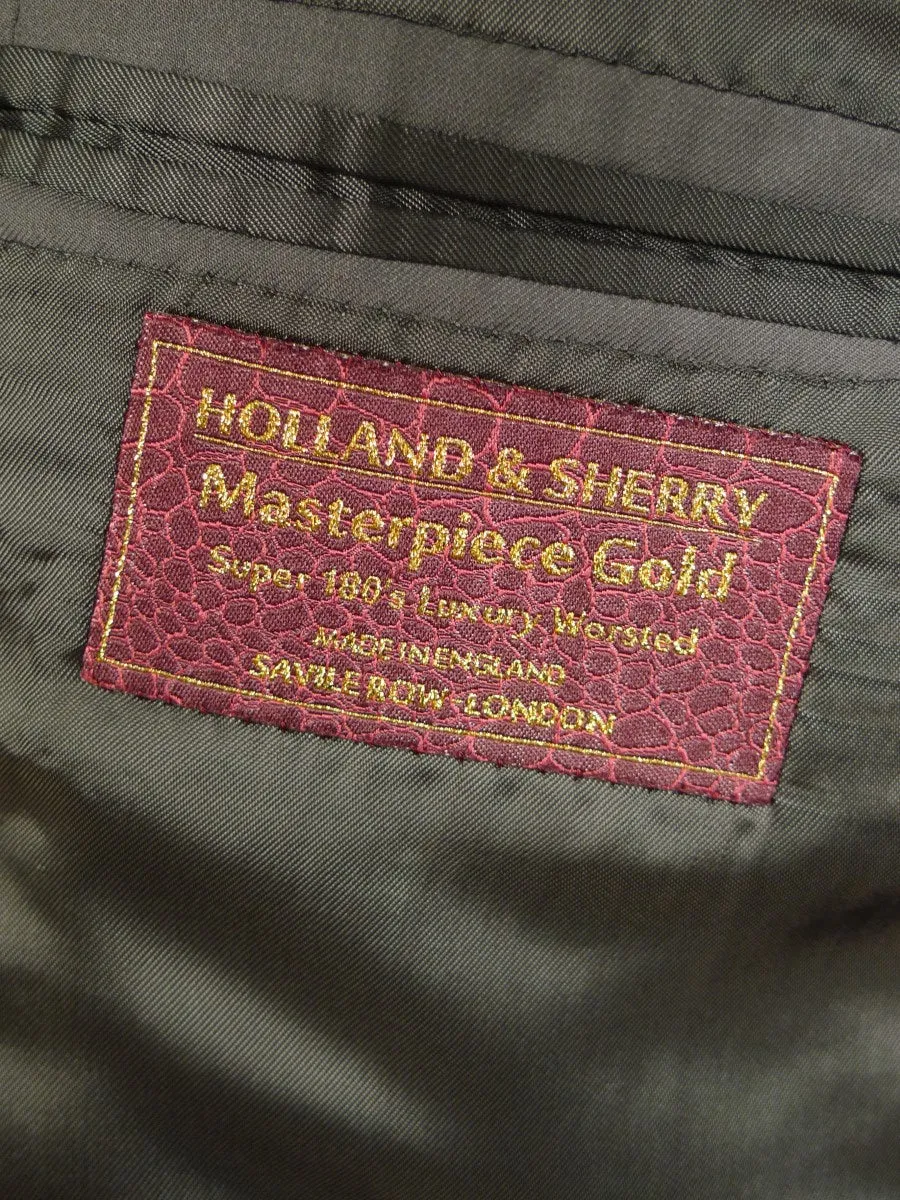 HOLLAND & SHERRY
Masterpiece Gold
Super 180's Luxury Worsted
MADE IN ENGLAND
SAVILE ROW-LONDON